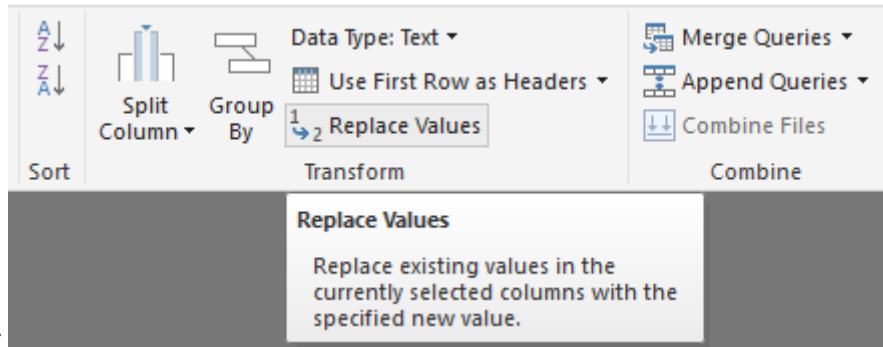 A
Z
Z
A
Split
Column
Group
By
Data Type: Text
Use First Row as Headers
1
2 Replace Values
Merge Queries
Append Queries
Combine Files
Sort
Transform
Combine
Replace Values
Replace existing values in the
currently selected columns with the
specified new value.